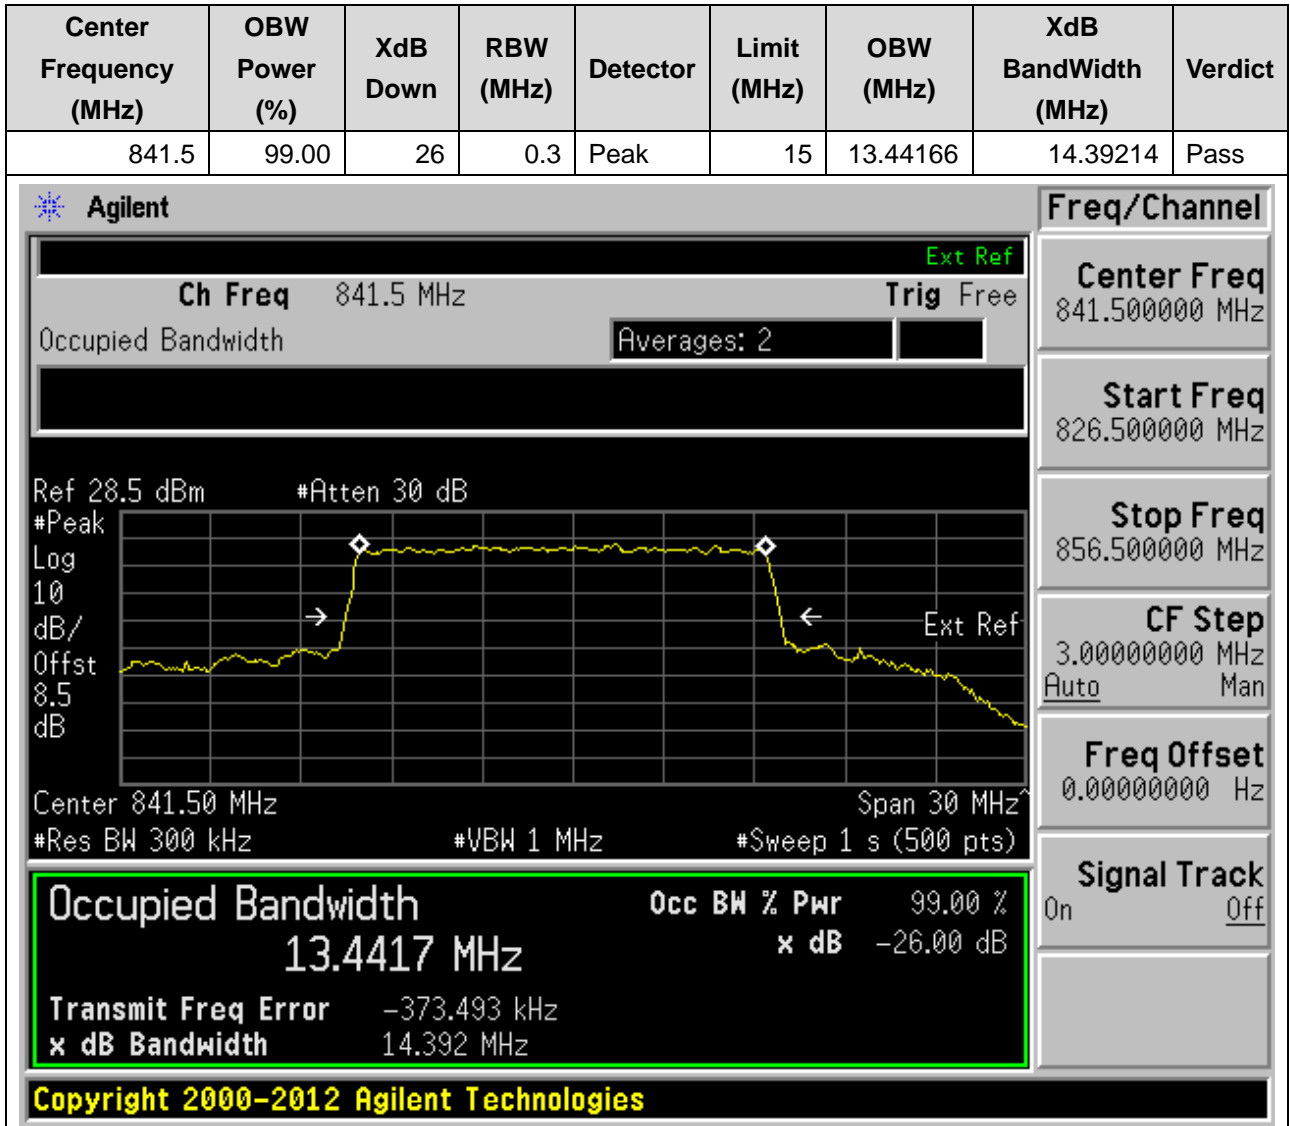 Center Frequency (MHz) OBW Power (%) XdB Down RBW (MHz) Detector Limit (MHz) OBW (MHz) XdB BandWidth (MHz) Verdict
841.5 99.00 26 0.3 Peak 15 13.44166 14.39214 Pass
Agilent
Ext Ref
Ch Freq 841.5 MHz Trig Free
Occupied Bandwidth Averages: 2
Ref 28.5 dBm #Atten 30 dB
#Peak
Log
10
dB/
Offst
8.5
dB
Ext Ref
Center 841.50 MHz Span 30 MHz^
#Res BW 300 kHz #VBW 1 MHz #Sweep 1 s (500 pts)
Occupied Bandwidth
13.4417 MHz
Occ BW % Pwr 99.00 %
x dB -26.00 dB
Transmit Freq Error -373.493 kHz
x dB Bandwidth 14.392 MHz
Copyright 2000-2012 Agilent Technologies
Freq/Channel
Center Freq
841.500000 MHz
Start Freq
826.500000 MHz
Stop Freq
856.500000 MHz
CF Step
3.00000000 MHz
Auto Man
Freq Offset
0.00000000 Hz
Signal Track
On Off